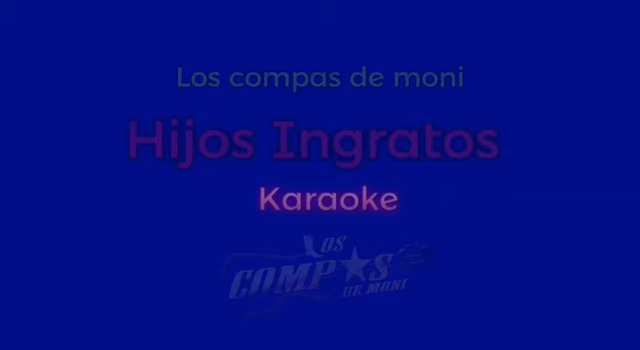 Los compas de moni
Hijos Ingratos
Karaoke
LOS
COMPAS
DE MONI